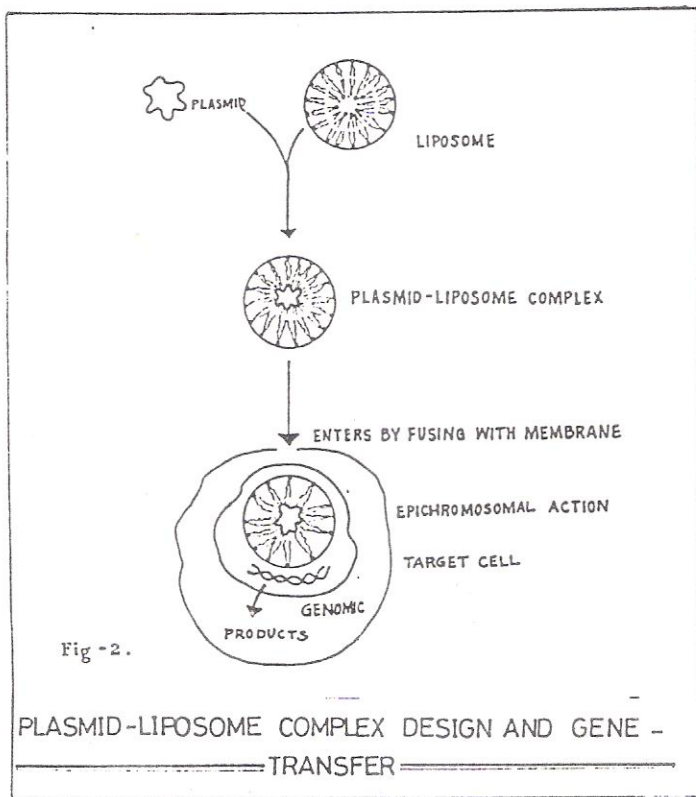 PLASMID
LIPOSOME
PLASMID-LIPOSOME COMPLEX
ENTERS BY FUSING WITH MEMBRANE
EPICHROMOSOMAL ACTION
TARGET CELL
GENOMIC
PRODUCTS
Fig-2.
PLASMID-LIPOSOME COMPLEX DESIGN AND GENE-
TRANSFER